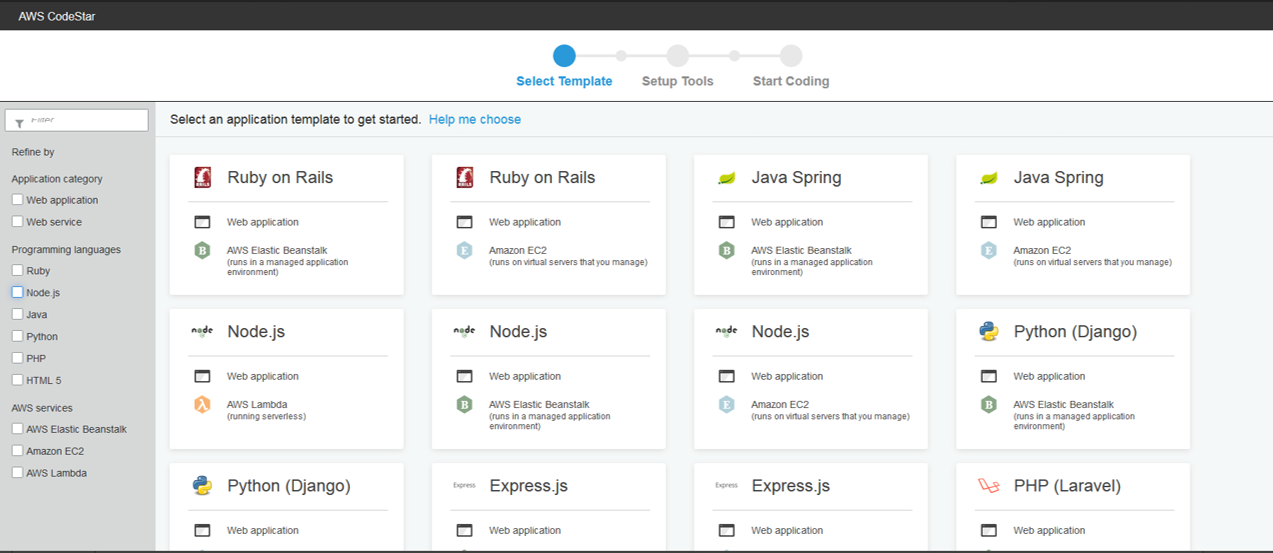 AWS CodeStar
Select Template
Setup Tools
Start Coding
Filter
Refine by
Application category
Web application
Web service
Programming languages
Ruby
Node.js
Java
Python
PHP
HTML 5
AWS services
AWS Elastic Beanstalk
Amazon EC2
AWS Lambda
Select an application template to get started. Help me choose
RAILS
Ruby on Rails
Web application
B
AWS Elastic Beanstalk
(runs in a managed application
environment)
RAILS
Ruby on Rails
Web application
E
Amazon EC2
(runs on virtual servers that you manage)
Java Spring
Web application
B
AWS Elastic Beanstalk
(runs in a managed application
environment)
Java Spring
Web application
E
Amazon EC2
(runs on virtual servers that you manage)
node
Node.js
Web application
λ
AWS Lambda
(running serverless)
node
Node.js
Web application
B
AWS Elastic Beanstalk
(runs in a managed application
environment)
node
Node.js
Web application
E
Amazon EC2
(runs on virtual servers that you manage)
Python (Django)
Web application
B
AWS Elastic Beanstalk
(runs in a managed application
environment)
Python (Django)
Web application
Express
Express.js
Web application
Express
Express.js
Web application
PHP (Laravel)
Web application